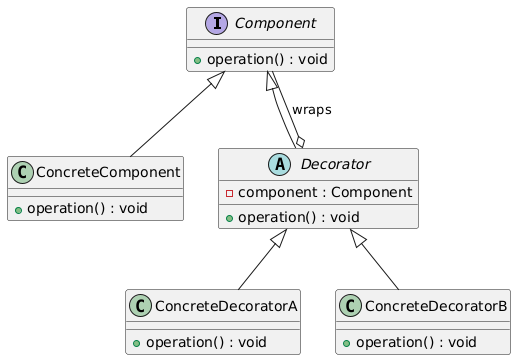 I Component
operation() : void
wraps
C ConcreteComponent
operation() : void
A Decorator
component : Component
operation() : void
C ConcreteDecoratorA
operation() : void
C ConcreteDecoratorB
operation() : void